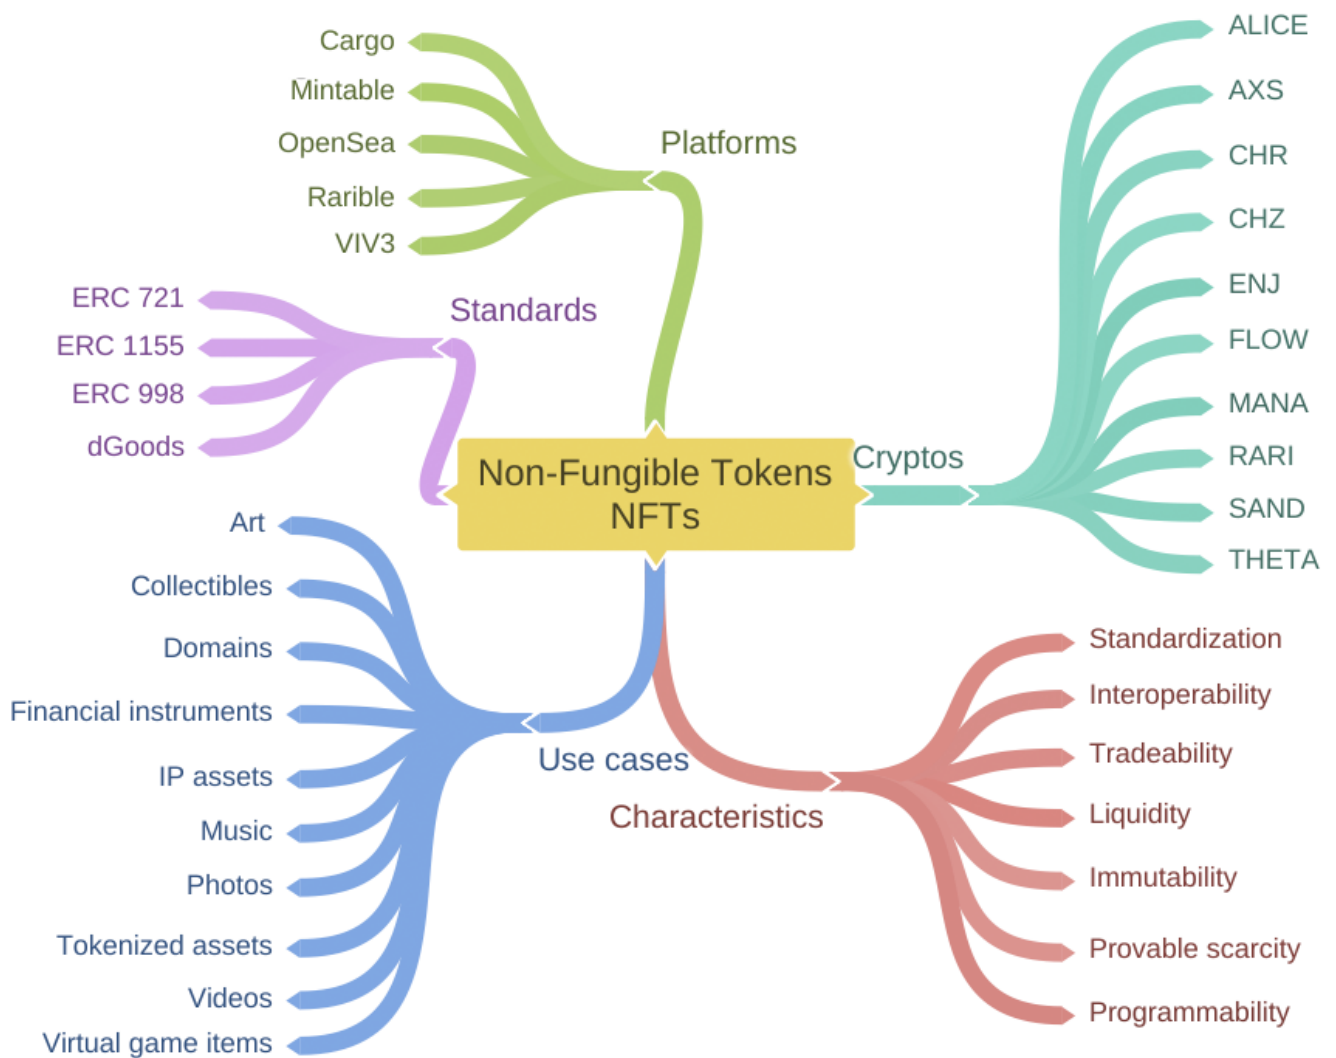 Non-Fungible Tokens
NFTs
Platforms
Cargo
Mintable
OpenSea
Rarible
VIV3
Standards
ERC 721
ERC 1155
ERC 998
dGoods
Use cases
Art
Collectibles
Domains
Financial instruments
IP assets
Music
Photos
Tokenized assets
Videos
Virtual game items
Cryptos
ALICE
AXS
CHR
CHZ
ENJ
FLOW
MANA
RARI
SAND
THETA
Characteristics
Standardization
Interoperability
Tradeability
Liquidity
Immutability
Provable scarcity
Programmability